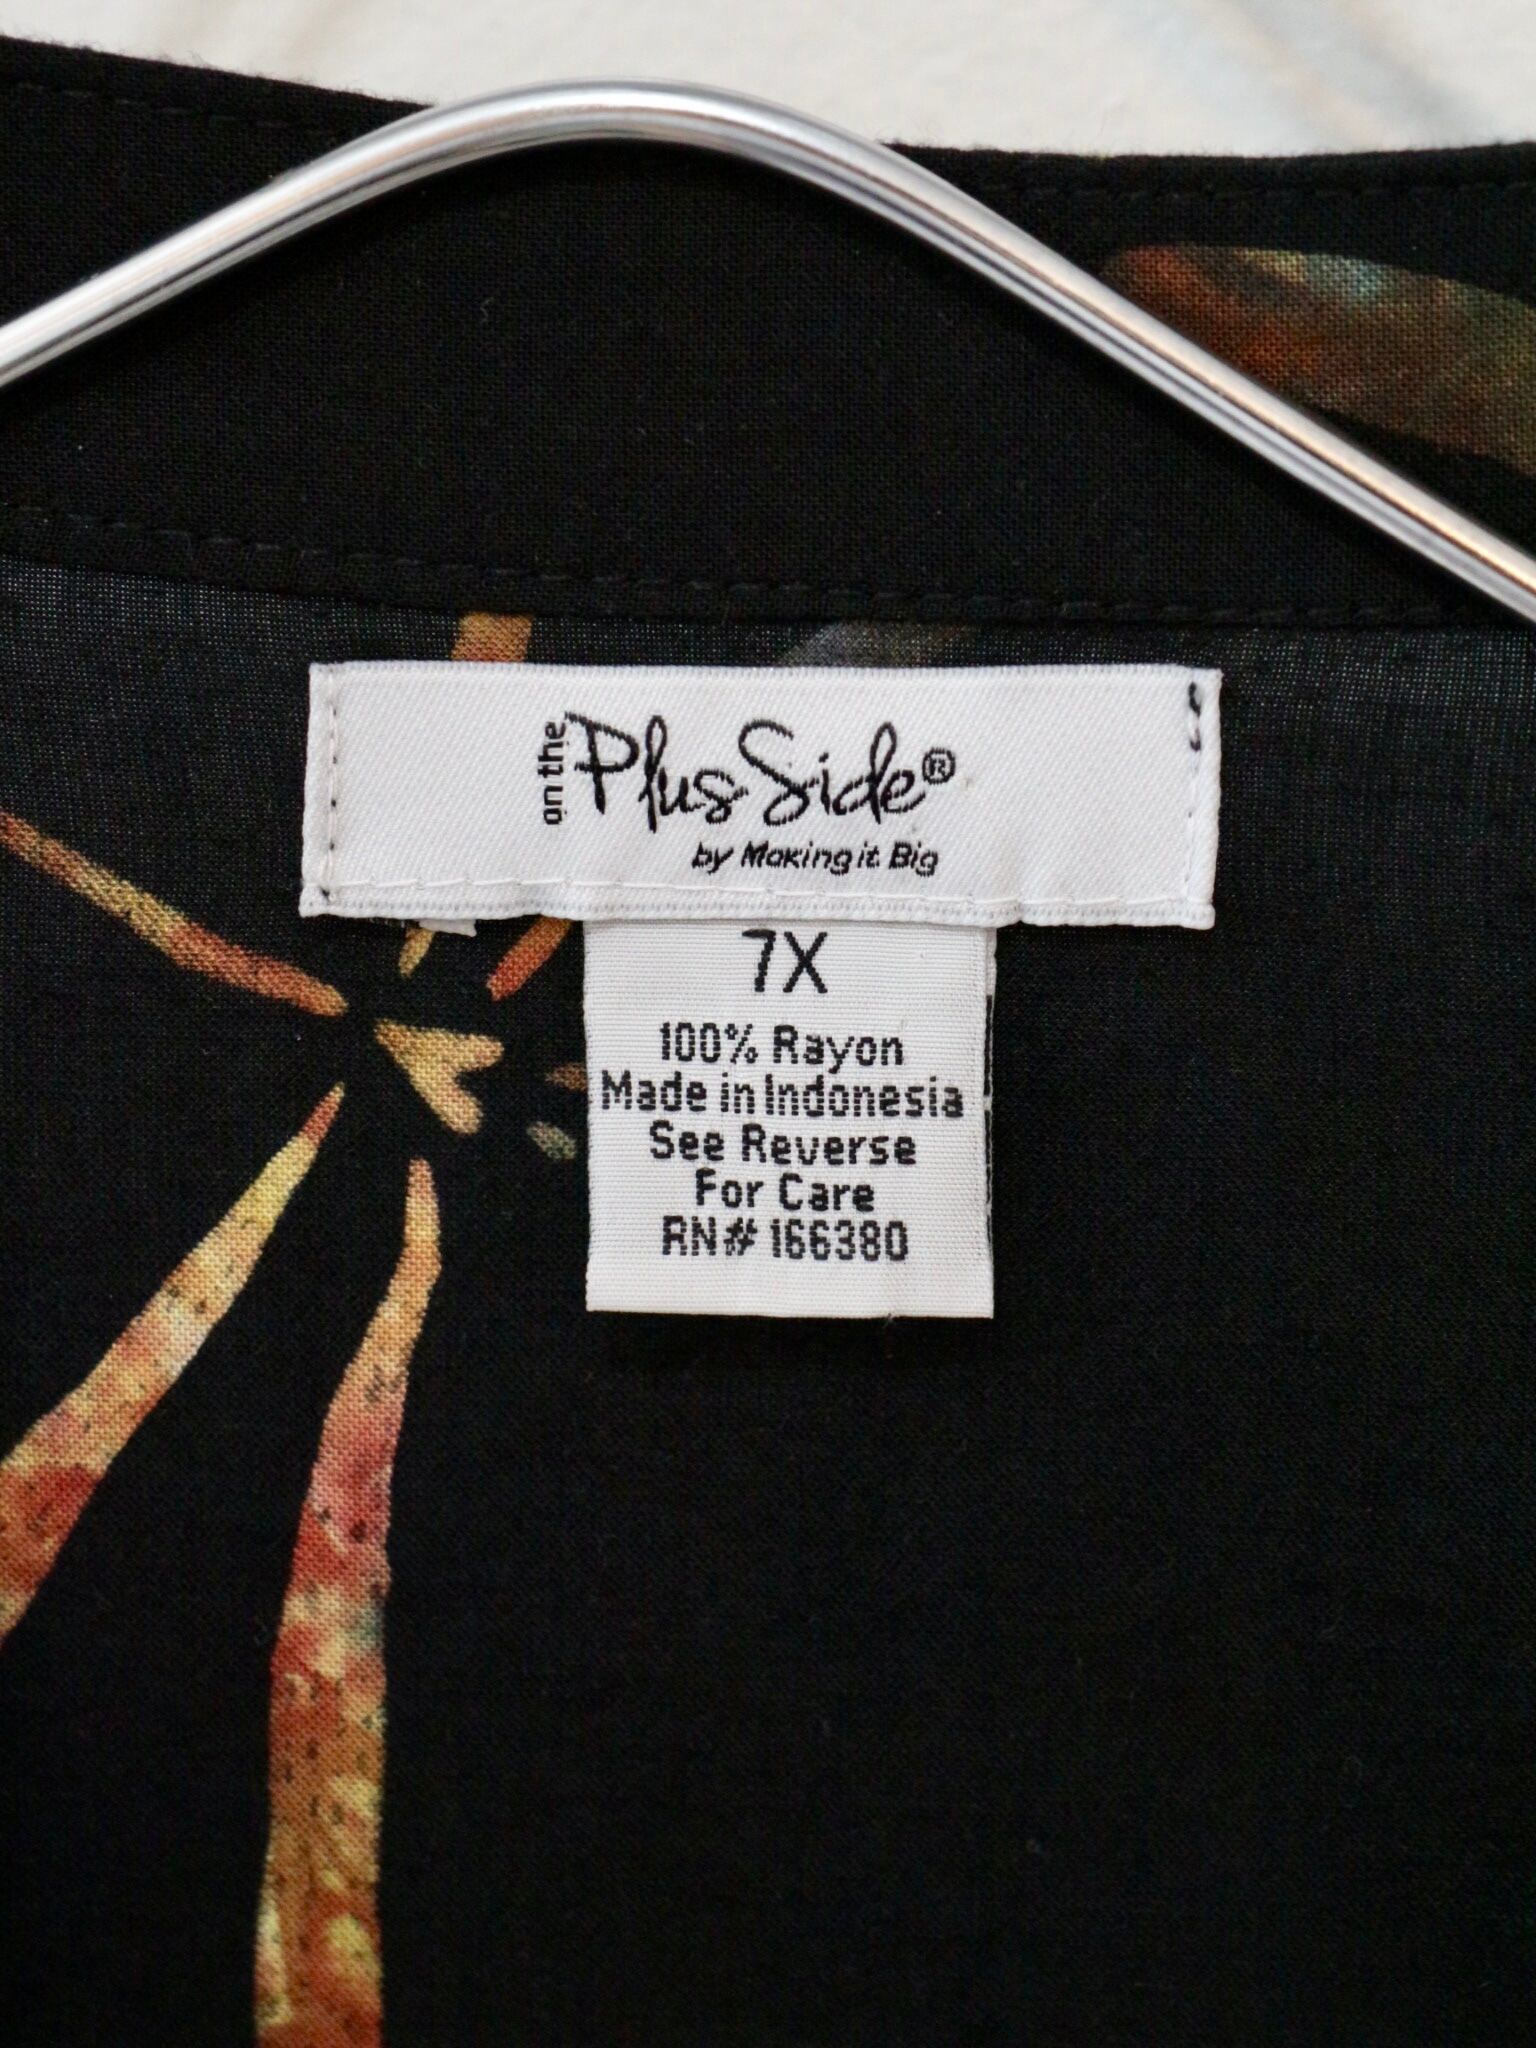 on the Plus Side®
by Making it Big
7X
100% Rayon
Made in Indonesia
See Reverse
For Care
RN# 166380